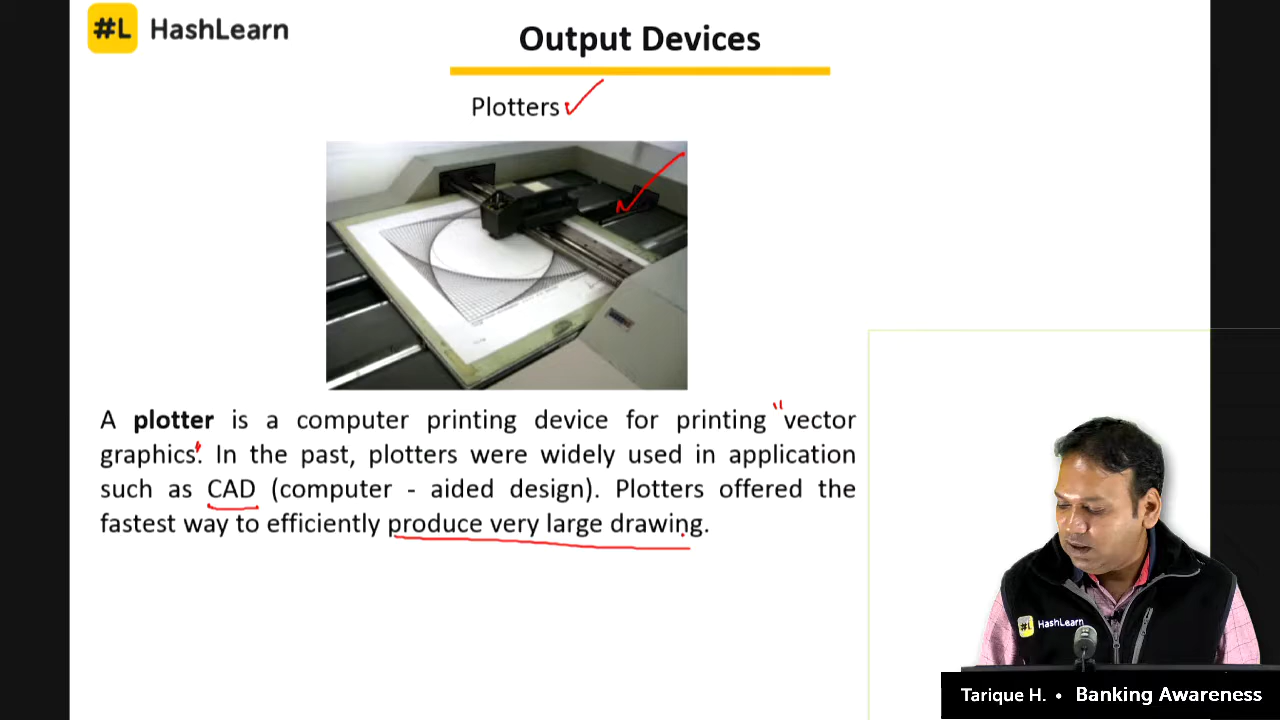 #L HashLearn
Output Devices
Plotters
A plotter is a computer printing device for printing "vector
graphics". In the past, plotters were widely used in application
such as CAD (computer - aided design). Plotters offered the
fastest way to efficiently produce very large drawing.
#L HashLearn
Tarique H. • Banking Awareness